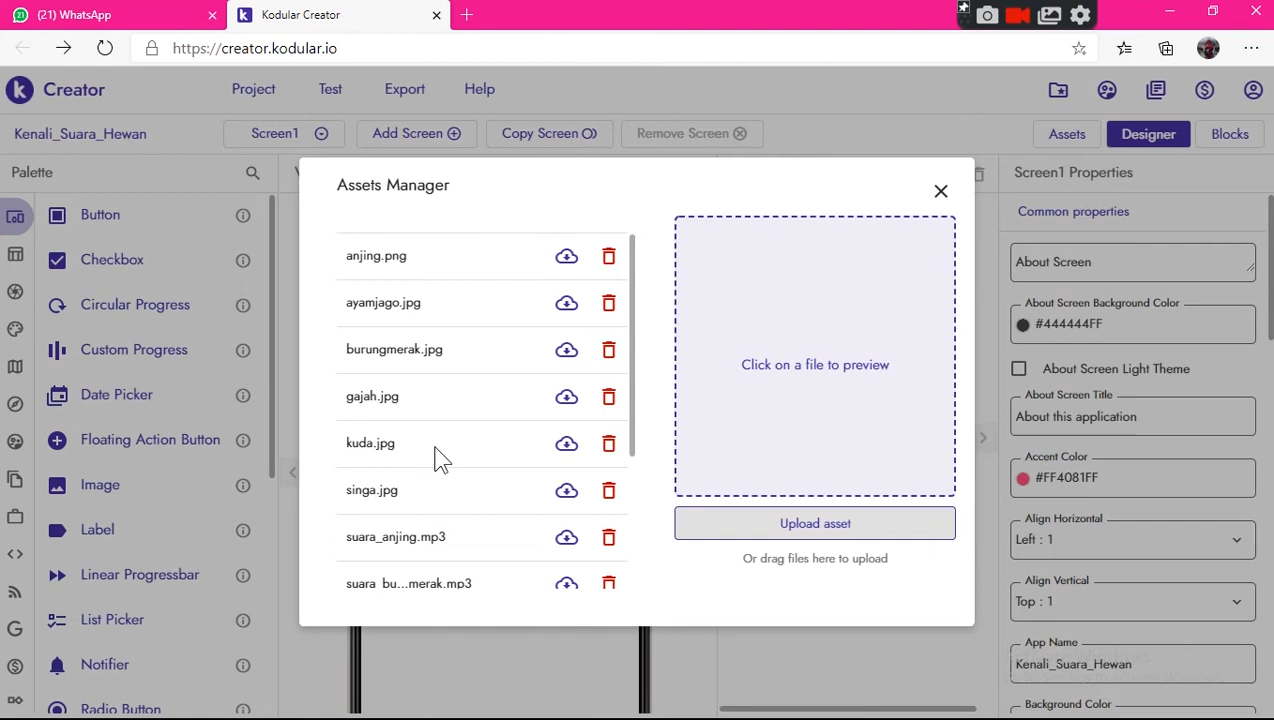 (21) WhatsApp
Kodular Creator
https://creator.kodular.io
Creator
Project
Test
Export
Help
Kenali_Suara_Hewan
Screen1
Add Screen
Copy Screen
Remove Screen
Assets
Designer
Blocks
Palette
Button
Checkbox
Circular Progress
Custom Progress
Date Picker
Floating Action Button
Image
Label
Linear Progressbar
List Picker
Notifier
Radio Button
Assets Manager
anjing.png
ayamjago.jpg
burungmerak.jpg
gajah.jpg
kuda.jpg
singa.jpg
suara_anjing.mp3
suara_bu...merak.mp3
Click on a file to preview
Upload asset
Or drag files here to upload
Screen1 Properties
Common properties
About Screen
About Screen Background Color
#444444FF
About Screen Light Theme
About Screen Title
About this application
Accent Color
#FF4081FF
Align Horizontal
Left : 1
Align Vertical
Top : 1
App Name
Kenali_Suara_Hewan
Background Color